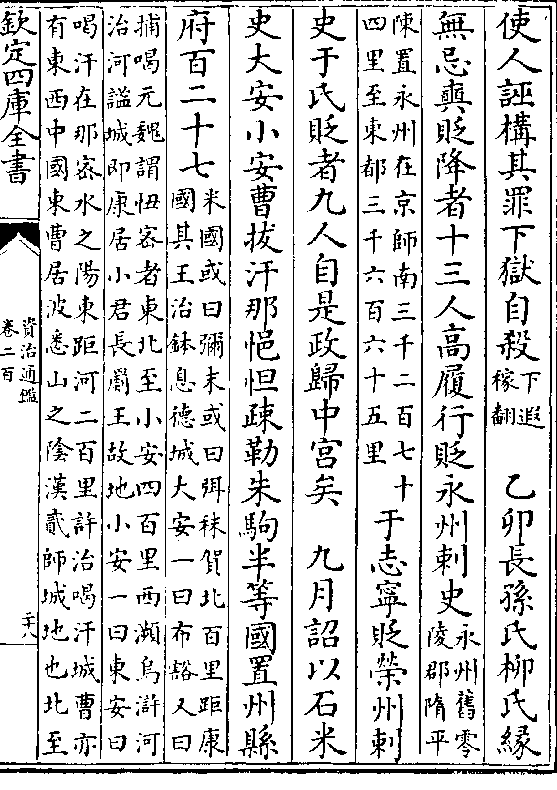 使人誣構其罪下獄自殺下遐稼翻　乙卯長孫氏栁氏緣
無忌奭貶降者十三人高履行貶永州刺史永州舊零陵郡隋平
陳置永州在京師南三千二百七十四里至東都三千六百六十五里　于志寧貶榮州刺
史于氏貶者九人自是政歸中宫矣　九月詔以石米
史大安小安曹拔汗那悒怛疎勒朱駒半等國置州縣
府百二十七米國或曰彌末或曰弭秣賀北百里距康國其王治鉢息德城大安一曰布豁又曰
捕喝元魏謂忸宻者東北至小安四百里西瀕烏滸河治河謐城即康居小君長罽王故地小安一曰東安曰
喝汗在那宻水之陽東距河二百里許治喝汗城曹亦有東西中國東曹居波悉山之陰漢貳師城地也北至
欽定四庫全書
資治通鑑
卷二百
二十八